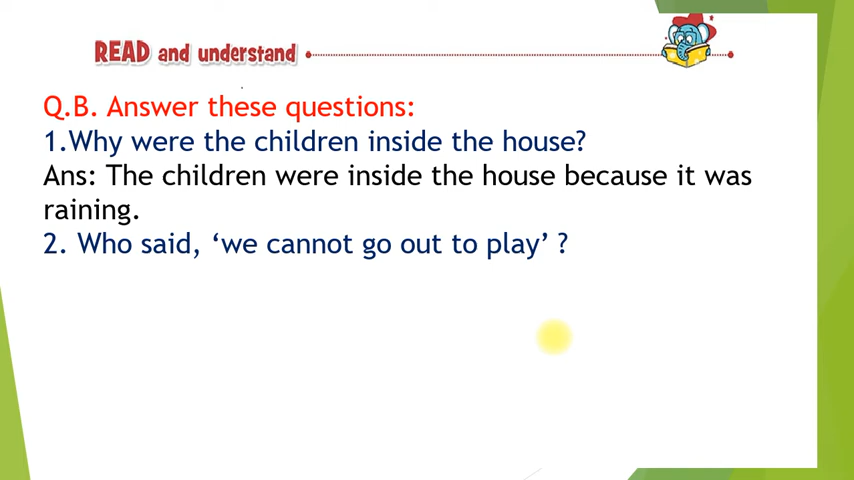 READ and understand
Q.B. Answer these questions:
1.Why were the children inside the house?
Ans: The children were inside the house because it was
raining.
2. Who said, ‘we cannot go out to play’ ?